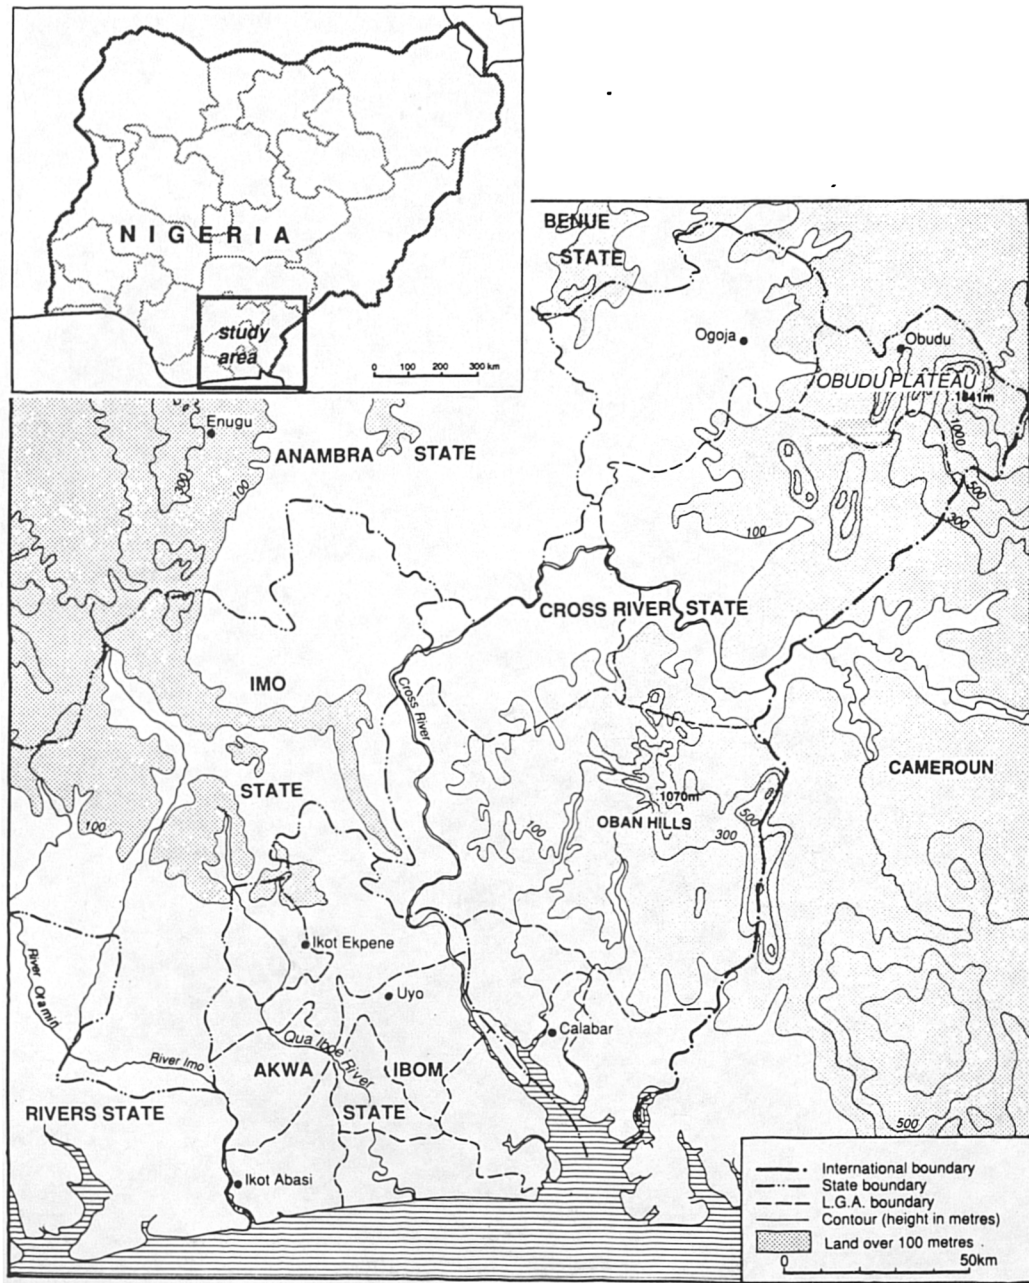 NIGERIA
study
area
0 100 200 300 km
BENUE
STATE
Ogoja
Obudu
OBUDU PLATEAU
1841m
1000
500
300
100
Enugu
ANAMBRA STATE
300
100
CROSS RIVER STATE
IMO
STATE
Cross River
CAMEROUN
1070m
OBAN HILLS
500
300
100
100
Ikot Ekpene
Uyo
Calabar
River Oramiri
River Imo
Qua Iboe River
AKWA IBOM
STATE
RIVERS STATE
Ikot Abasi
500
International boundary
State boundary
L.G.A. boundary
Contour (height in metres)
Land over 100 metres
0 50km